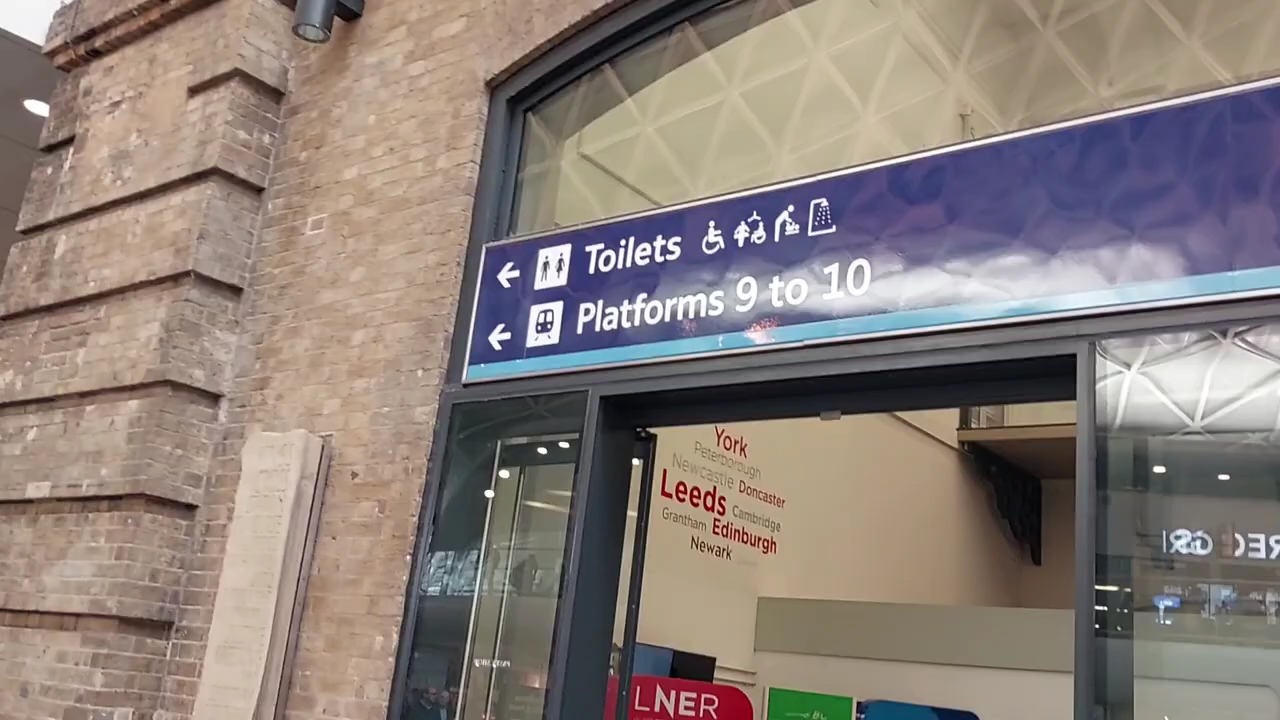 Toilets
Platforms 9 to 10
York
Peterborough
Newcastle
Leeds Doncaster
Cambridge
Grantham Edinburgh
Newark
LNER